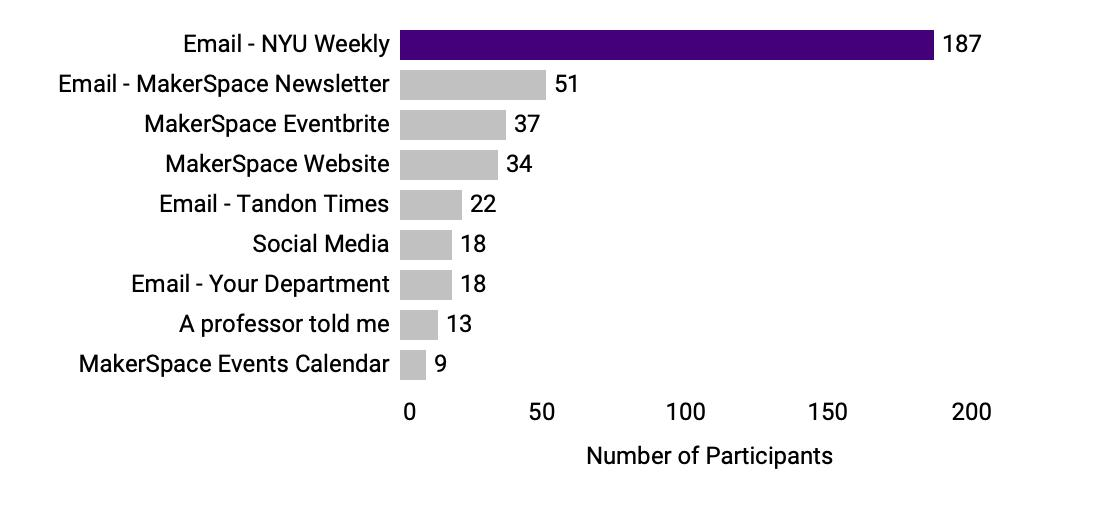 Email - NYU Weekly 187
Email - MakerSpace Newsletter 51
MakerSpace Eventbrite 37
MakerSpace Website 34
Email - Tandon Times 22
Social Media 18
Email - Your Department 18
A professor told me 13
MakerSpace Events Calendar 9
0 50 100 150 200
Number of Participants